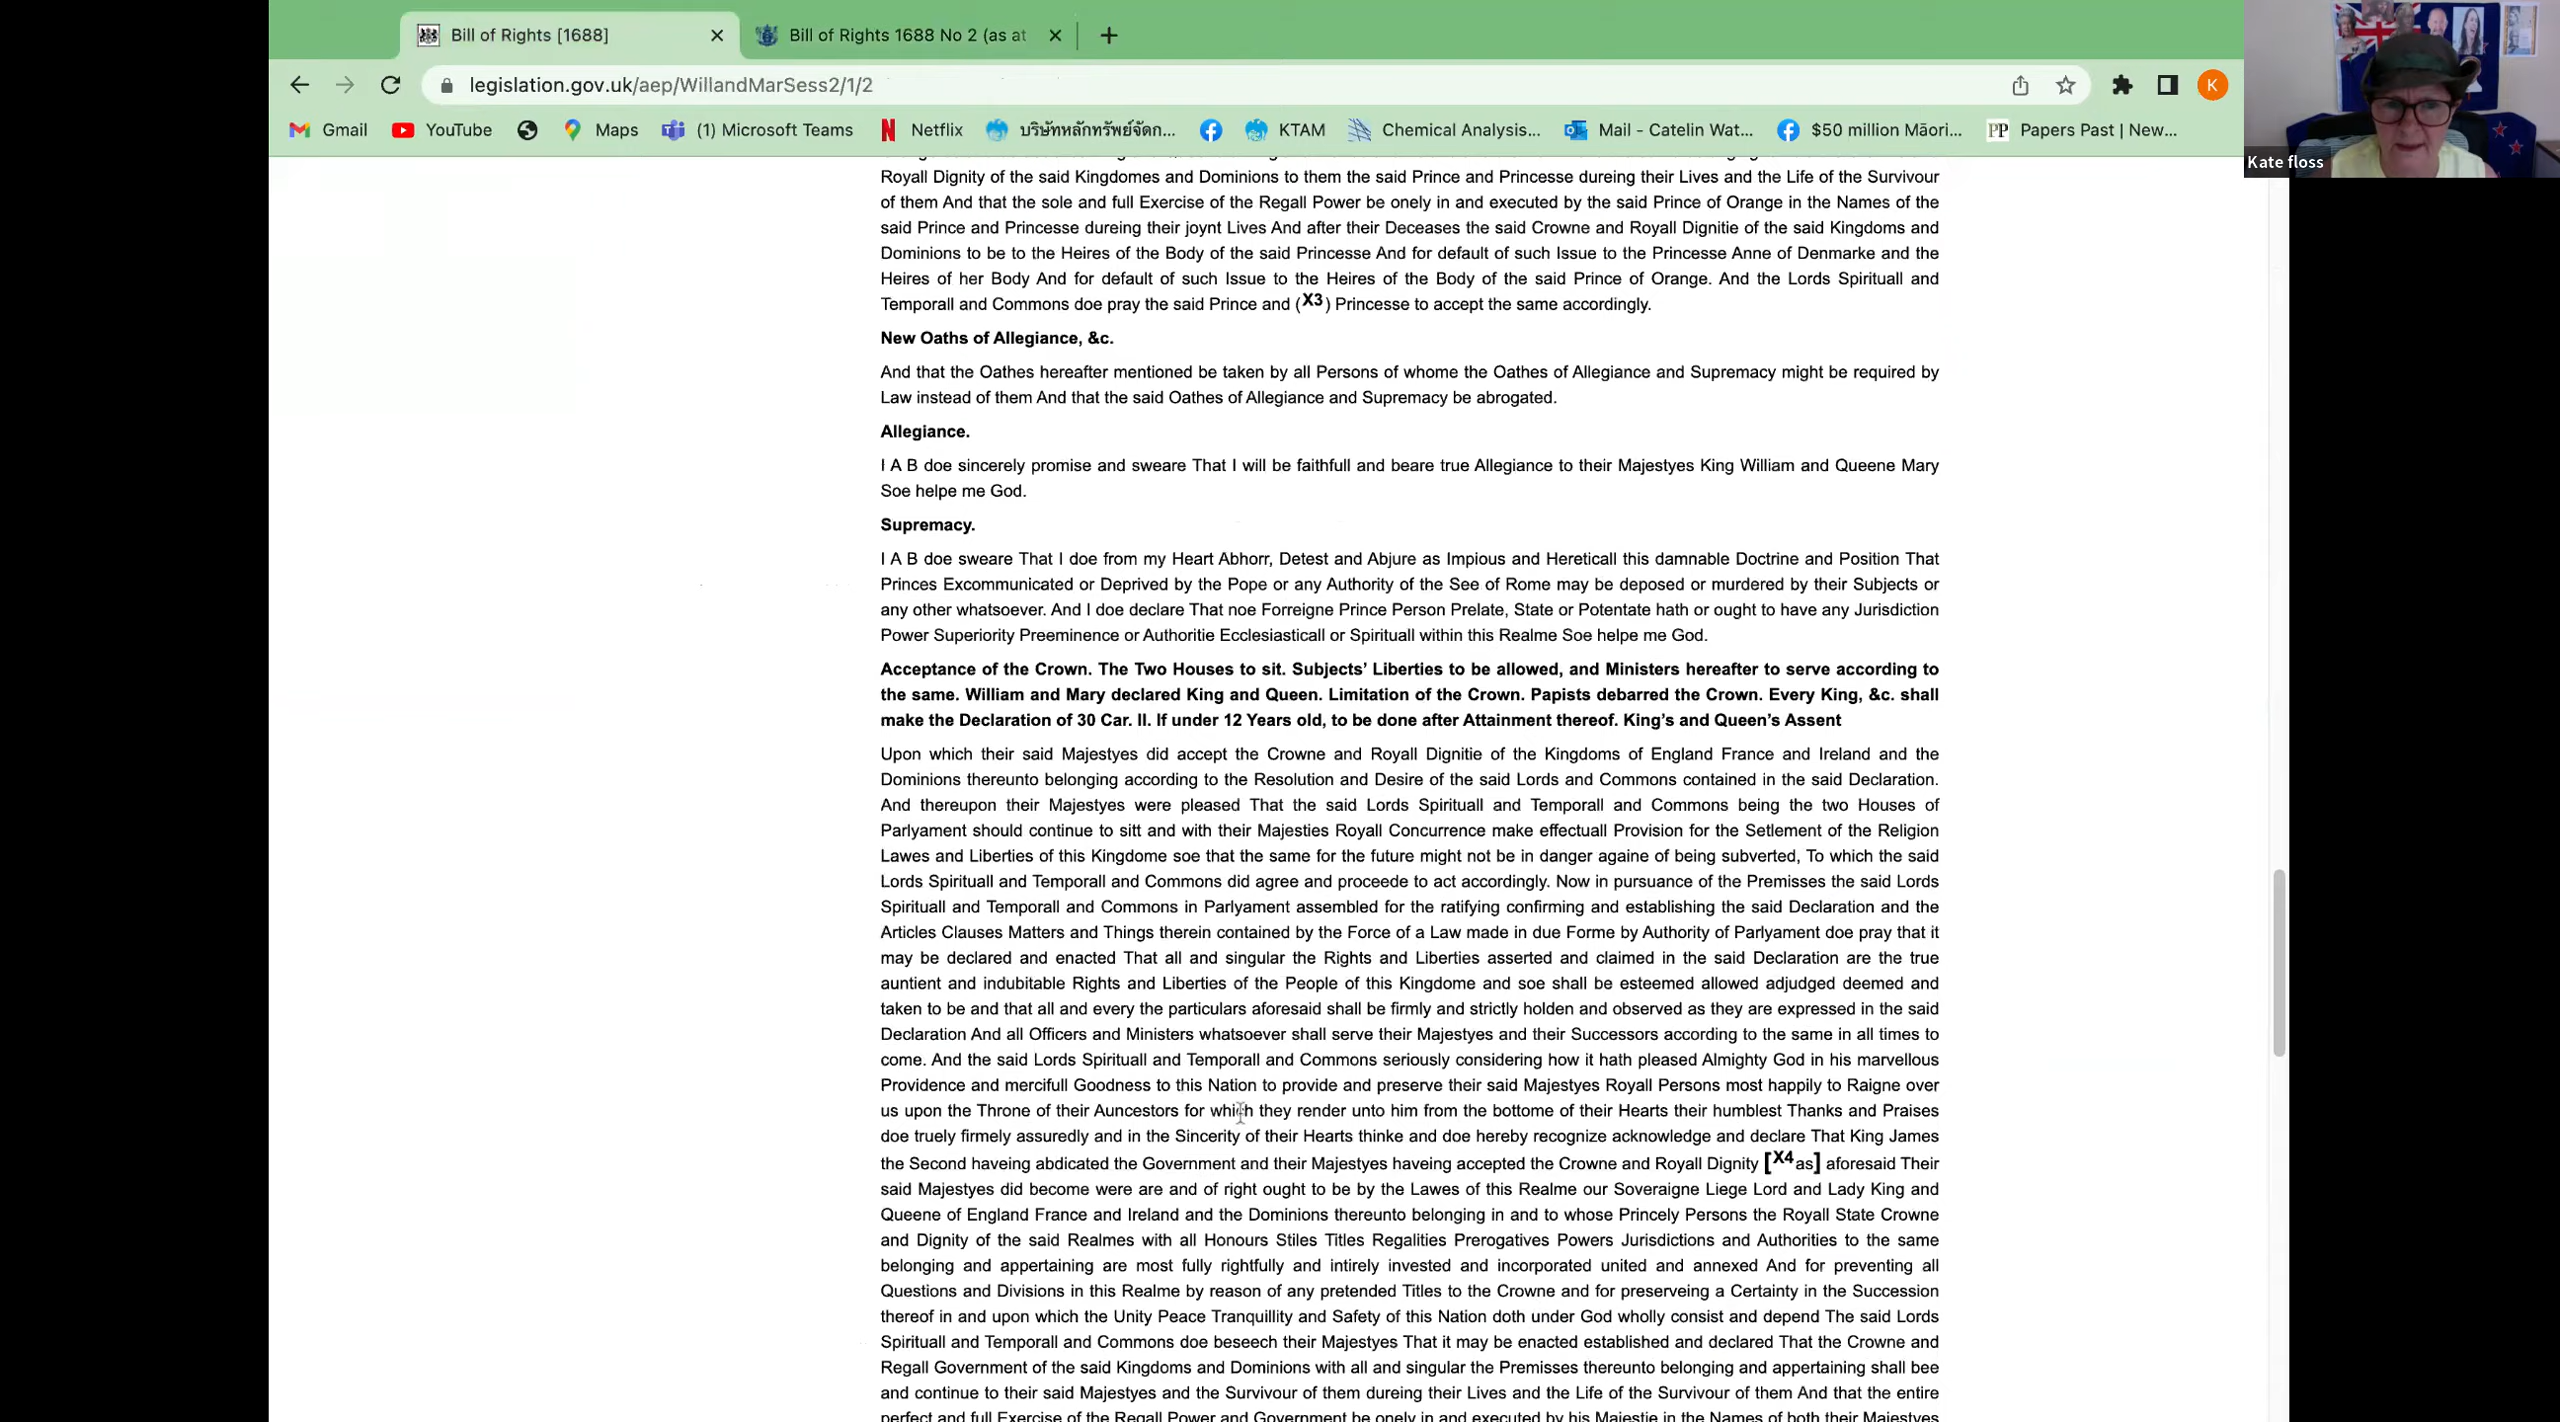 Bill of Rights [1688]
Bill of Rights 1688 No 2 (as at
legislation.gov.uk/aep/WillandMarSess2/1/2
K
Gmail
YouTube
Maps
(1) Microsoft Teams
Netflix
บริษัทหลักทรัพย์จัดก...
KTAM
Chemical Analysis...
Mail - Catelin Wat...
$50 million Māori...
PP
Papers Past | New...
Kate floss
Royall Dignity of the said Kingdomes and Dominions to them the said Prince and Princesse dureing their Lives and the Life of the Survivour
of them And that the sole and full Exercise of the Regall Power be onely in and executed by the said Prince of Orange in the Names of the
said Prince and Princesse dureing their joynt Lives And after their Deceases the said Crowne and Royall Dignitie of the said Kingdoms and
Dominions to be to the Heires of the Body of the said Princesse And for default of such Issue to the Princesse Anne of Denmarke and the
Heires of her Body And for default of such Issue to the Heires of the Body of the said Prince of Orange. And the Lords Spirituall and
Temporall and Commons doe pray the said Prince and (X3) Princesse to accept the same accordingly.
New Oaths of Allegiance, &c.
And that the Oathes hereafter mentioned be taken by all Persons of whome the Oathes of Allegiance and Supremacy might be required by
Law instead of them And that the said Oathes of Allegiance and Supremacy be abrogated.
Allegiance.
I A B doe sincerely promise and sweare That I will be faithfull and beare true Allegiance to their Majestyes King William and Queene Mary
Soe helpe me God.
Supremacy.
I A B doe sweare That I doe from my Heart Abhorr, Detest and Abjure as Impious and Hereticall this damnable Doctrine and Position That
Princes Excommunicated or Deprived by the Pope or any Authority of the See of Rome may be deposed or murdered by their Subjects or
any other whatsoever. And I doe declare That noe Forreigne Prince Person Prelate, State or Potentate hath or ought to have any Jurisdiction
Power Superiority Preeminence or Authoritie Ecclesiasticall or Spirituall within this Realme Soe helpe me God.
Acceptance of the Crown. The Two Houses to sit. Subjects’ Liberties to be allowed, and Ministers hereafter to serve according to
the same. William and Mary declared King and Queen. Limitation of the Crown. Papists debarred the Crown. Every King, &c. shall
make the Declaration of 30 Car. II. If under 12 Years old, to be done after Attainment thereof. King’s and Queen’s Assent
Upon which their said Majestyes did accept the Crowne and Royall Dignitie of the Kingdoms of England France and Ireland and the
Dominions thereunto belonging according to the Resolution and Desire of the said Lords and Commons contained in the said Declaration.
And thereupon their Majestyes were pleased That the said Lords Spirituall and Temporall and Commons being the two Houses of
Parlyament should continue to sitt and with their Majesties Royall Concurrence make effectuall Provision for the Setlement of the Religion
Lawes and Liberties of this Kingdome soe that the same for the future might not be in danger againe of being subverted, To which the said
Lords Spirituall and Temporall and Commons did agree and proceede to act accordingly. Now in pursuance of the Premisses the said Lords
Spirituall and Temporall and Commons in Parlyament assembled for the ratifying confirming and establishing the said Declaration and the
Articles Clauses Matters and Things therein contained by the Force of a Law made in due Forme by Authority of Parlyament doe pray that it
may be declared and enacted That all and singular the Rights and Liberties asserted and claimed in the said Declaration are the true
auntient and indubitable Rights and Liberties of the People of this Kingdome and soe shall be esteemed allowed adjudged deemed and
taken to be and that all and every the particulars aforesaid shall be firmly and strictly holden and observed as they are expressed in the said
Declaration And all Officers and Ministers whatsoever shall serve their Majestyes and their Successors according to the same in all times to
come. And the said Lords Spirituall and Temporall and Commons seriously considering how it hath pleased Almighty God in his marvellous
Providence and mercifull Goodness to this Nation to provide and preserve their said Majestyes Royall Persons most happily to Raigne over
us upon the Throne of their Auncestors for which they render unto him from the bottome of their Hearts their humblest Thanks and Praises
doe truely firmely assuredly and in the Sincerity of their Hearts thinke and doe hereby recognize acknowledge and declare That King James
the Second haveing abdicated the Government and their Majestyes haveing accepted the Crowne and Royall Dignity [X4as] aforesaid Their
said Majestyes did become were are and of right ought to be by the Lawes of this Realme our Soveraigne Liege Lord and Lady King and
Queene of England France and Ireland and the Dominions thereunto belonging in and to whose Princely Persons the Royall State Crowne
and Dignity of the said Realmes with all Honours Stiles Titles Regalities Prerogatives Powers Jurisdictions and Authorities to the same
belonging and appertaining are most fully rightfully and intirely invested and incorporated united and annexed And for preventing all
Questions and Divisions in this Realme by reason of any pretended Titles to the Crowne and for preserveing a Certainty in the Succession
thereof in and upon which the Unity Peace Tranquillity and Safety of this Nation doth under God wholly consist and depend The said Lords
Spirituall and Temporall and Commons doe beseech their Majestyes That it may be enacted established and declared That the Crowne and
Regall Government of the said Kingdoms and Dominions with all and singular the Premisses thereunto belonging and appertaining shall bee
and continue to their said Majestyes and the Survivour of them dureing their Lives and the Life of the Survivour of them And that the entire
perfect and full Exercise of the Regall Power and Government be onely in and executed by his Majestie in the Names of both their Majestyes